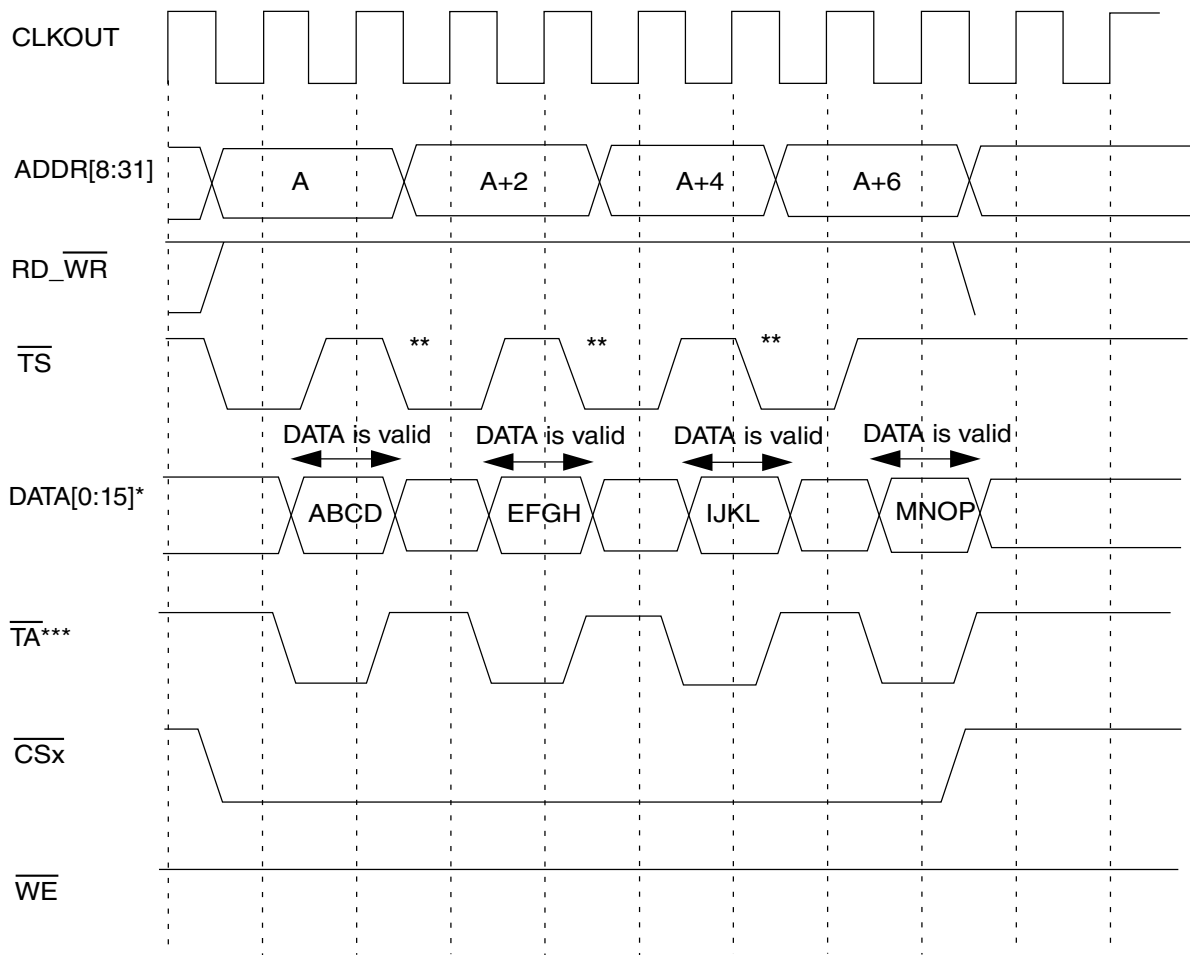 CLKOUT
ADDR[8:31]
A A+2 A+4 A+6
RD_WR
TS
** ** **
DATA is valid DATA is valid DATA is valid DATA is valid
DATA[0:15]*
ABCD EFGH IJKL MNOP
TA***
CSx
WE